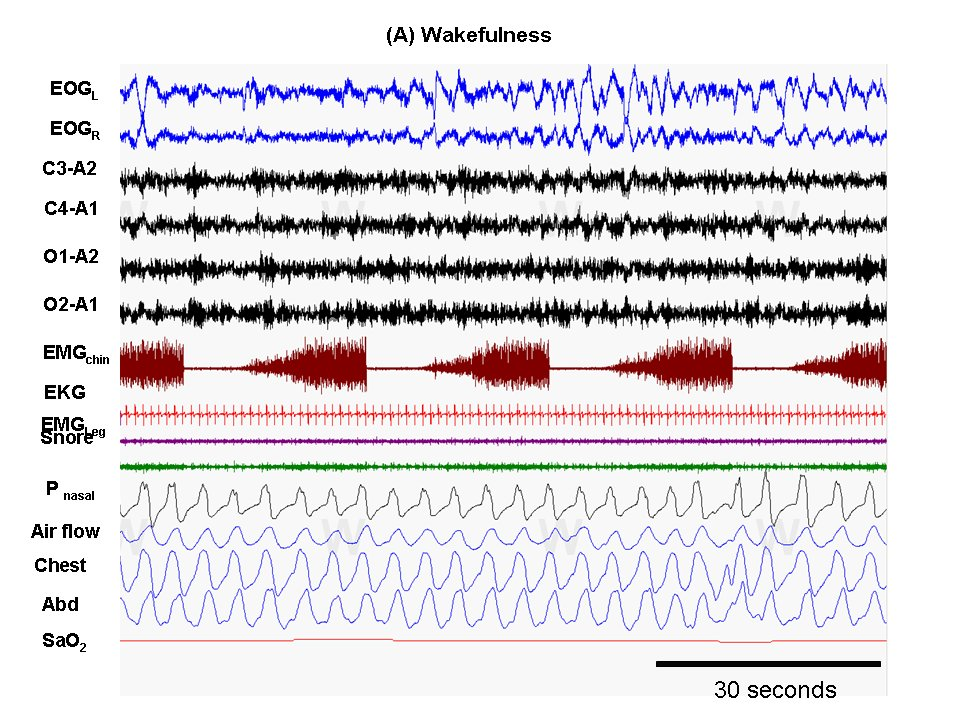 (A) Wakefulness
EOGL
EOGR
C3-A2
C4-A1
W W W W
O1-A2
O2-A1
EMGchin
EKG
EMGLeg
Snore
P nasal
Air flow
W W W W
Chest
Abd
SaO2
30 seconds